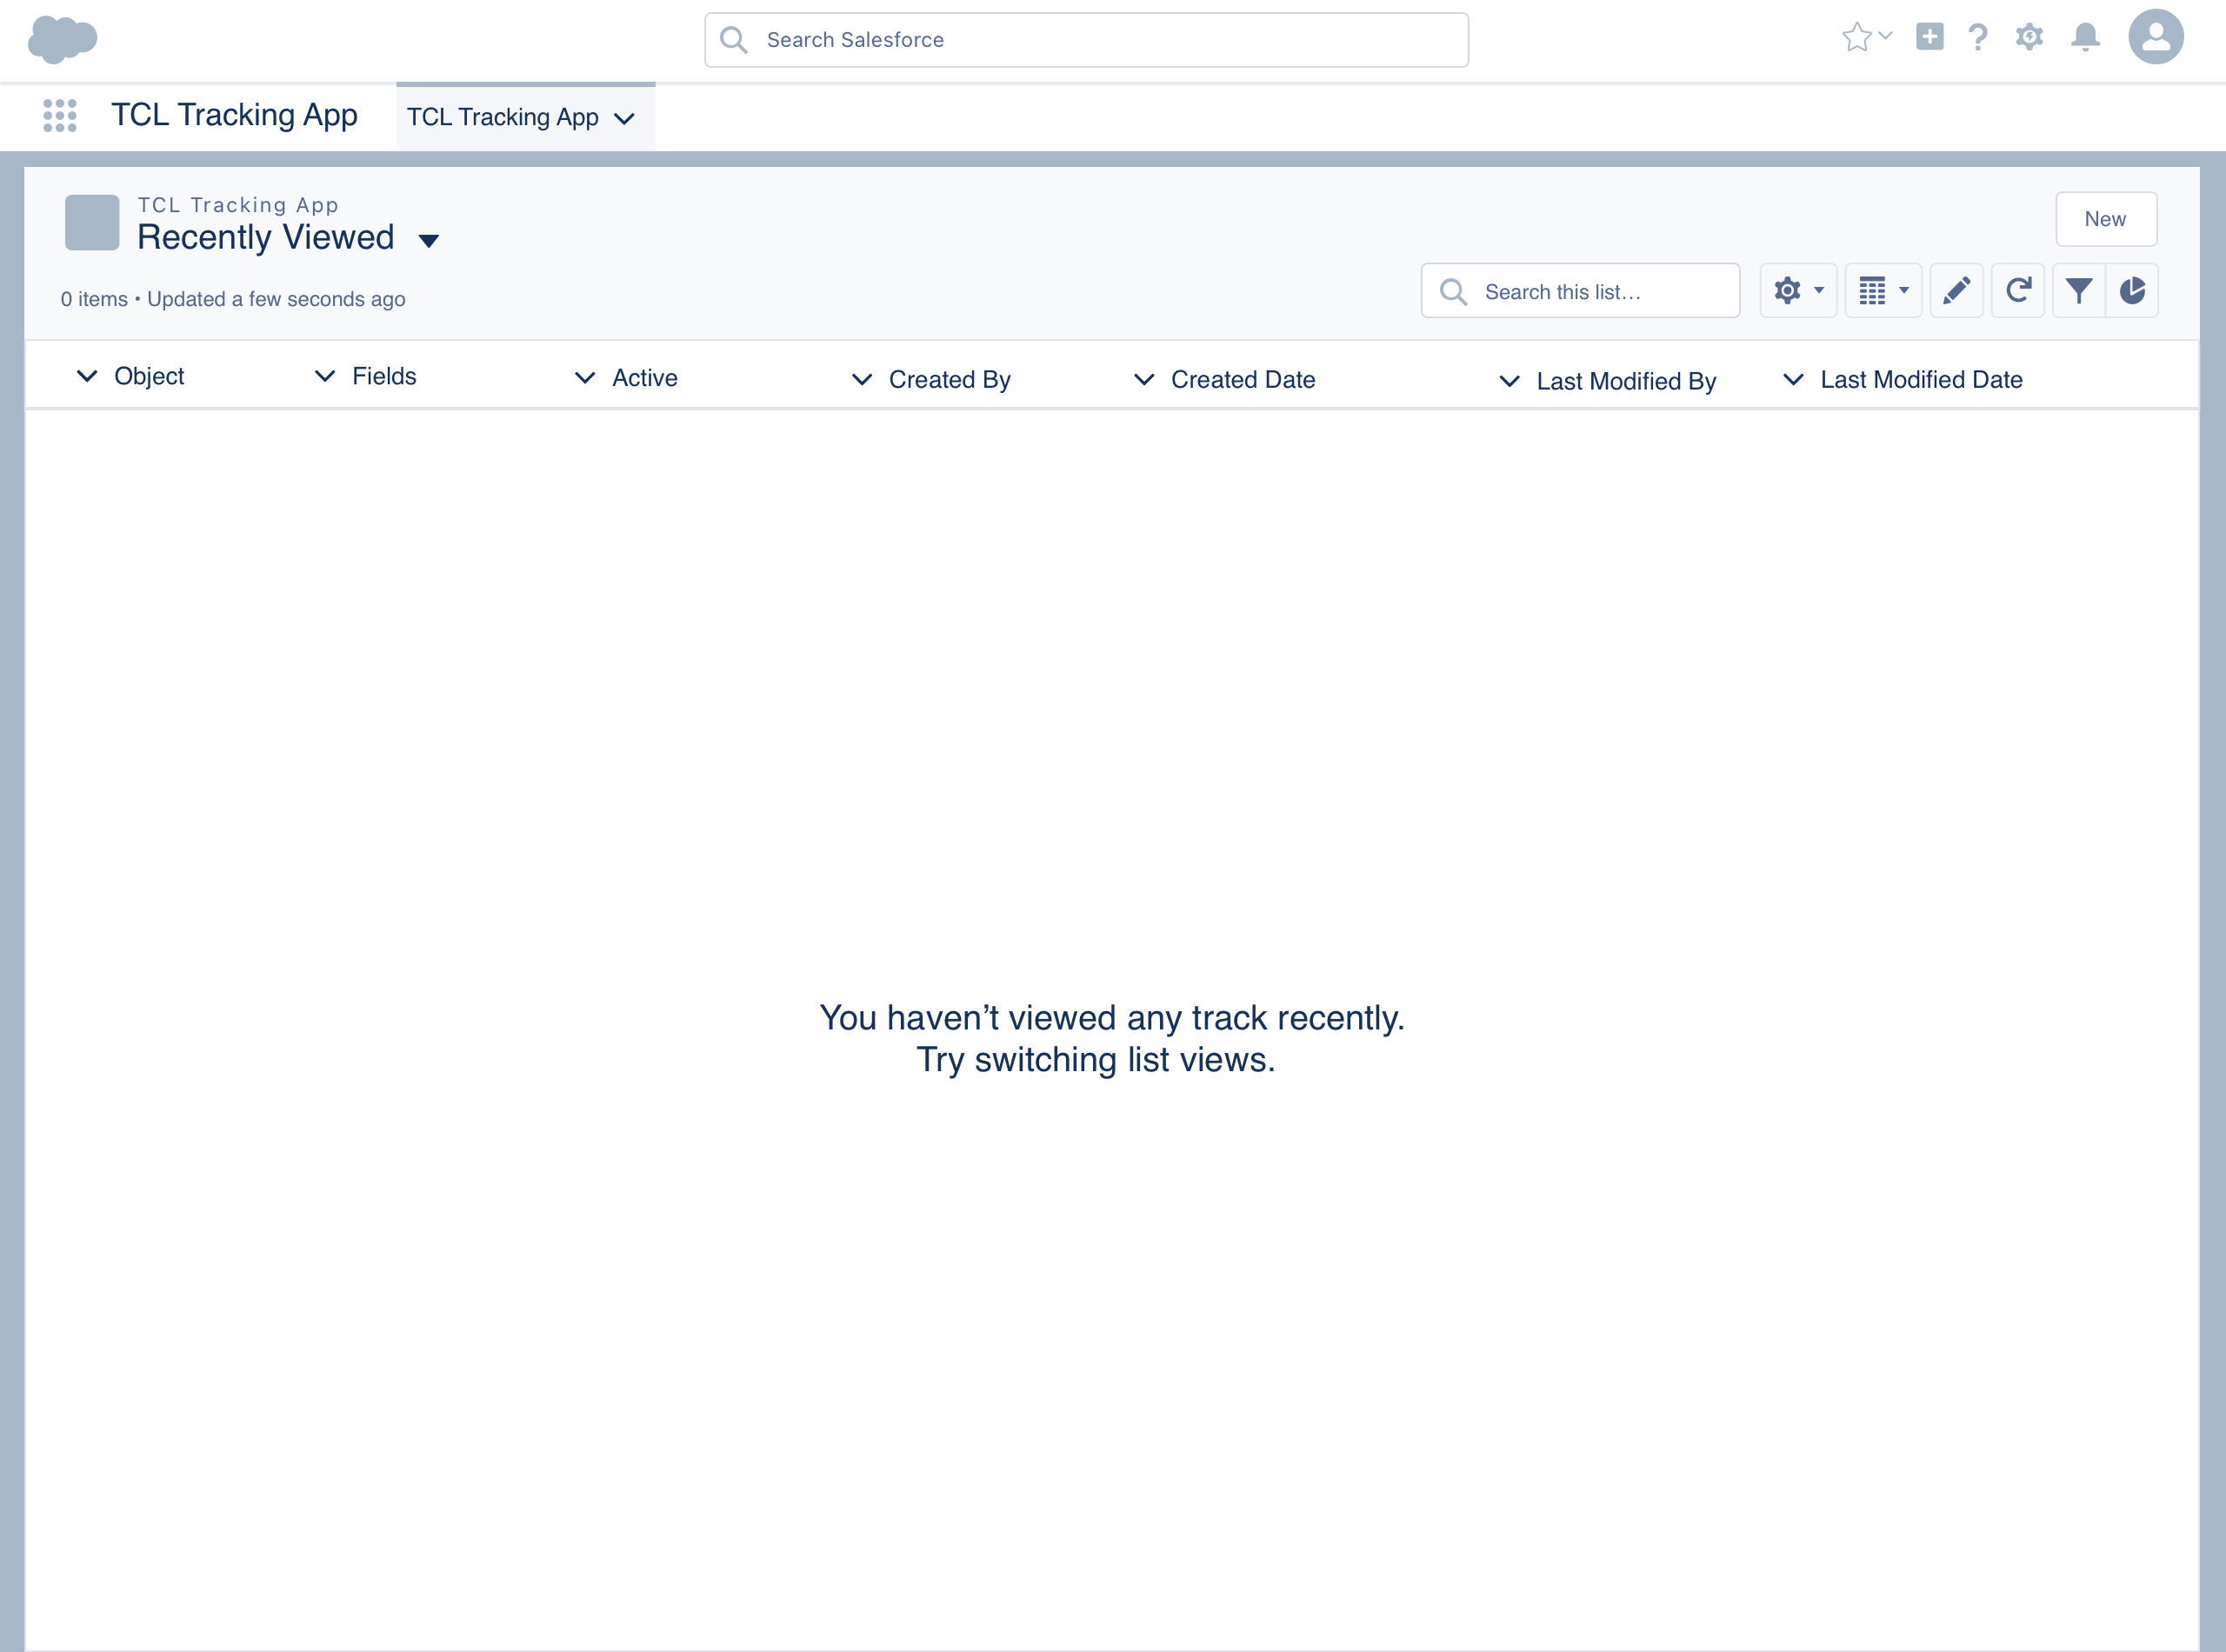 Search Salesforce
TCL Tracking App
TCL Tracking App
TCL Tracking App
Recently Viewed
New
0 items • Updated a few seconds ago
Search this list...
Object Fields Active Created By Created Date Last Modified By Last Modified Date
You haven’t viewed any track recently.
Try switching list views.